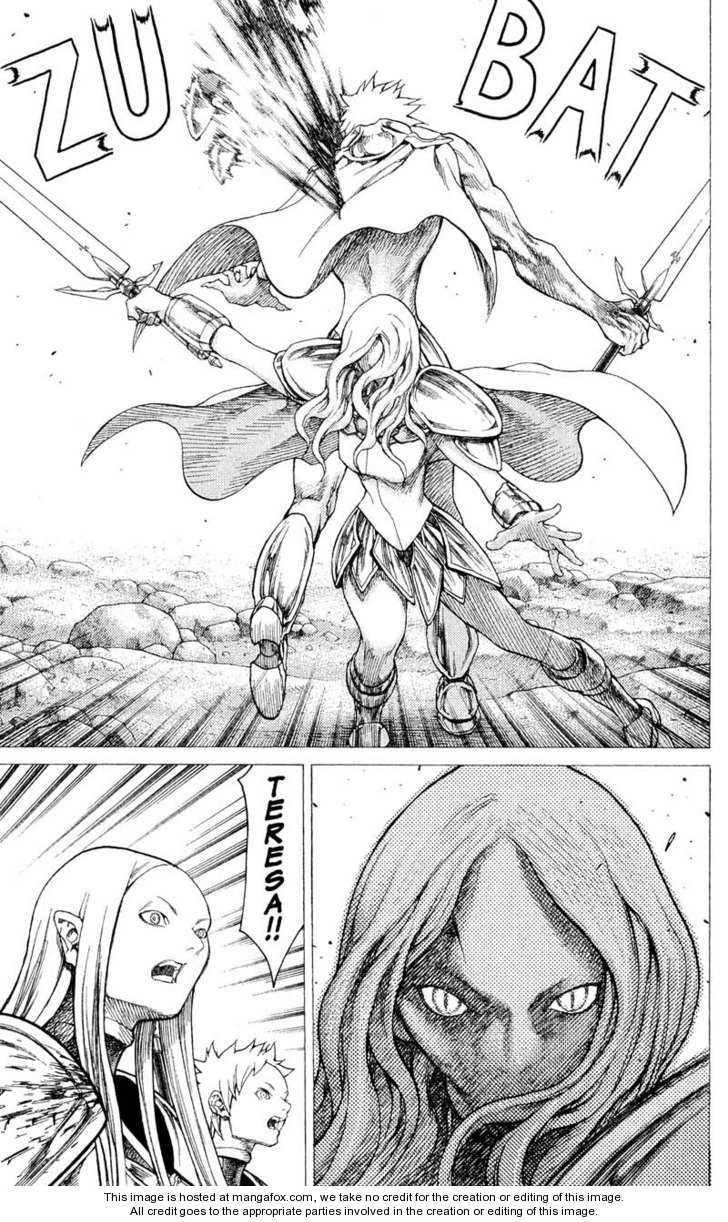 ZU BAT
TERESA!!
This image is hosted at mangafox.com, we take no credit for the creation or editing of this image.
All credit goes to the appropriate parties involved in the creation or editing of this image.